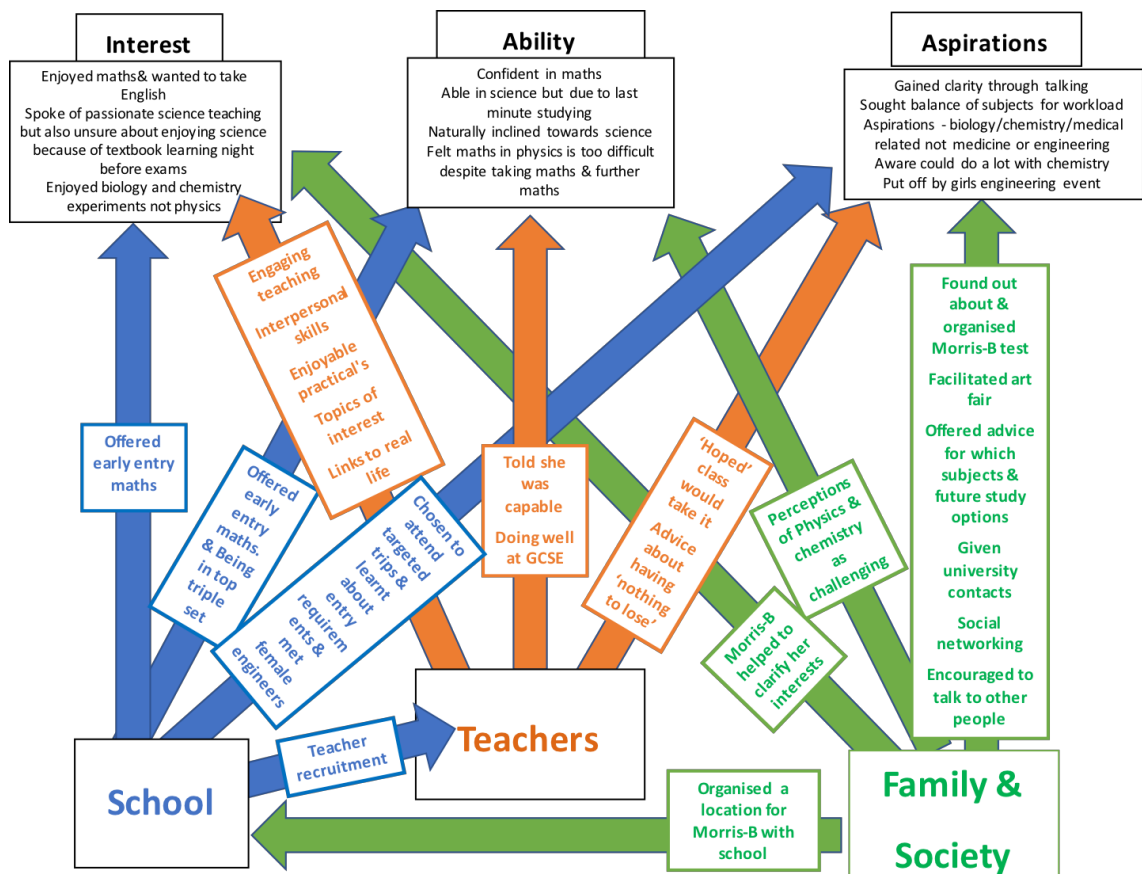 Interest
Enjoyed maths& wanted to take
English
Spoke of passionate science teaching
but also unsure about enjoying science
because of textbook learning night
before exams
Enjoyed biology and chemistry
experiments not physics
Ability
Confident in maths
Able in science but due to last
minute studying
Naturally inclined towards science
Felt maths in physics is too difficult
despite taking maths & further
maths
Aspirations
Gained clarity through talking
Sought balance of subjects for workload
Aspirations - biology/chemistry/medical
related not medicine or engineering
Aware could do a lot with chemistry
Put off by girls engineering event
Offered
early entry
maths
Offered
early
entry
maths.
& Being
in top
triple
set
Engaging
teaching
Interpersonal
skills
Enjoyable
practical's
Topics of
interest
Links to real
life
Chosen to
attend
targeted
trips &
learnt
about
entry
requirem
ents &
met
female
engineers
Told she
was
capable
Doing well
at GCSE
'Hoped'
class
would
take it
Advice
about
having
'nothing
to lose'
Perceptions
of Physics &
chemistry
as
challenging
Morris-B
helped to
clarify her
interests
Found out
about &
organised
Morris-B test
Facilitated art
fair
Offered advice
for which
subjects &
future study
options
Given
university
contacts
Social
networking
Encouraged to
talk to other
people
School
Teacher
recruitment
Teachers
Organised a
location for
Morris-B with
school
Family &
Society